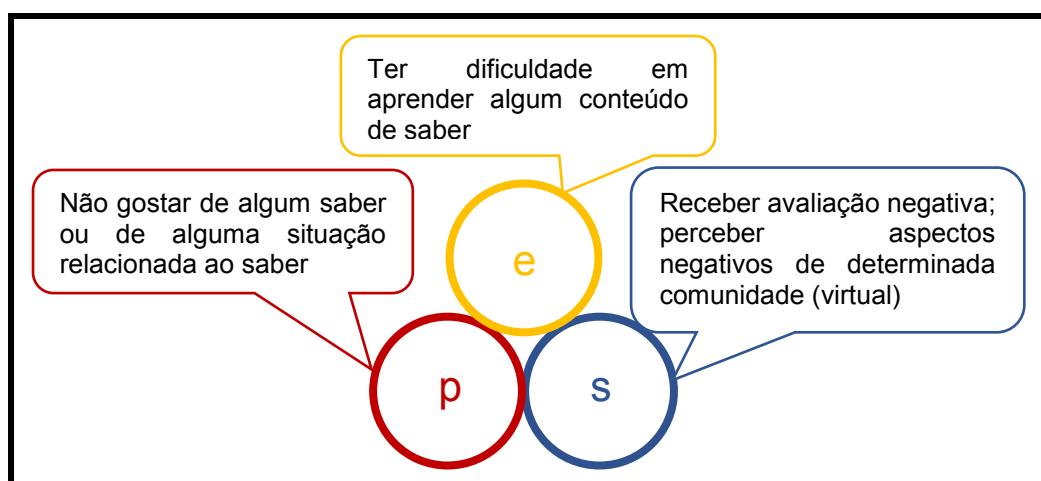 Ter dificuldade em
aprender algum conteúdo
de saber
Não gostar de algum saber
ou de alguma situação
relacionada ao saber
Receber avaliação negativa;
perceber aspectos
negativos de determinada
comunidade (virtual)
e
p
s